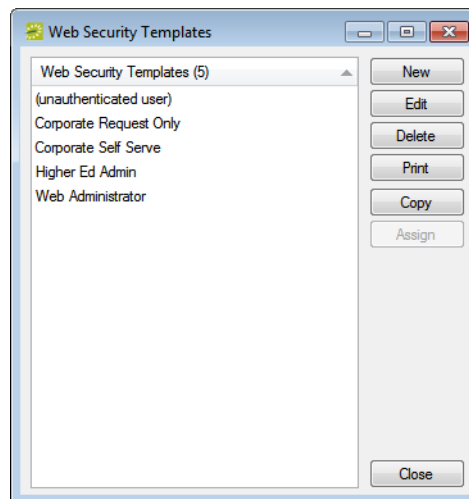 Web Security Templates
Web Security Templates (5)
(unauthenticated user)
Corporate Request Only
Corporate Self Serve
Higher Ed Admin
Web Administrator
New
Edit
Delete
Print
Copy
Assign
Close